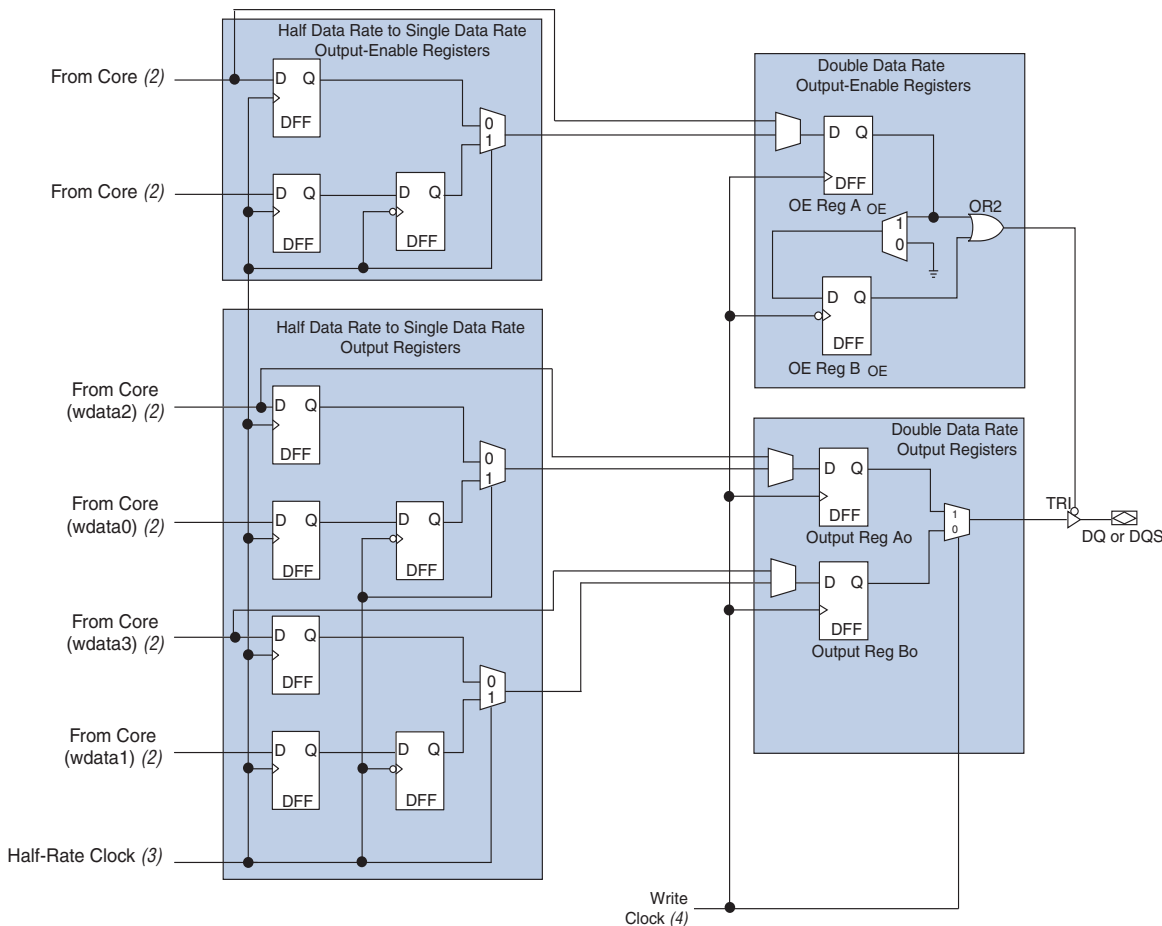 Half Data Rate to Single Data Rate
Output-Enable Registers
From Core (2)
D Q
DFF
0
1
From Core (2)
D Q
DFF
D Q
DFF
Double Data Rate
Output-Enable Registers
D Q
DFF
OE Reg A OE
OR2
1
0
D Q
DFF
OE Reg B OE
Half Data Rate to Single Data Rate
Output Registers
From Core
(wdata2) (2)
D Q
DFF
0
1
From Core
(wdata0) (2)
D Q
DFF
D Q
DFF
From Core
(wdata3) (2)
D Q
DFF
0
1
From Core
(wdata1) (2)
D Q
DFF
D Q
DFF
Half-Rate Clock (3)
Double Data Rate
Output Registers
D Q
DFF
Output Reg Ao
1
0
D Q
DFF
Output Reg Bo
TRI
DQ or DQS
Write
Clock (4)